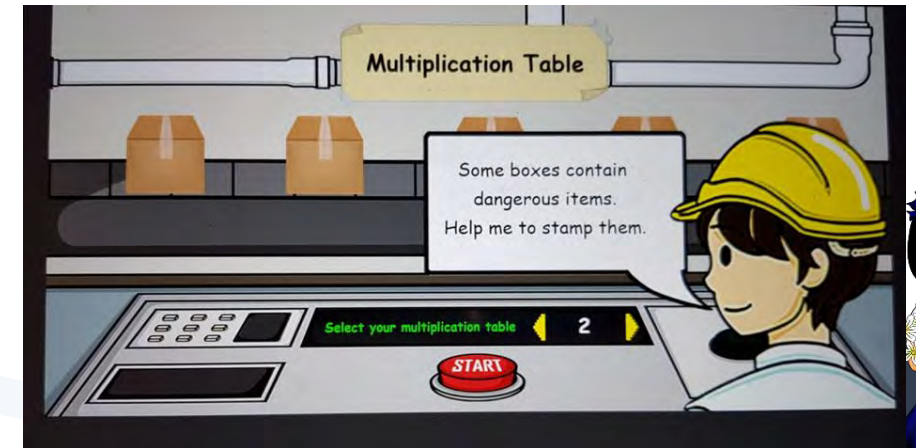 Multiplication Table
Some boxes contain
dangerous items.
Help me to stamp them.
Select your multiplication table
2
START